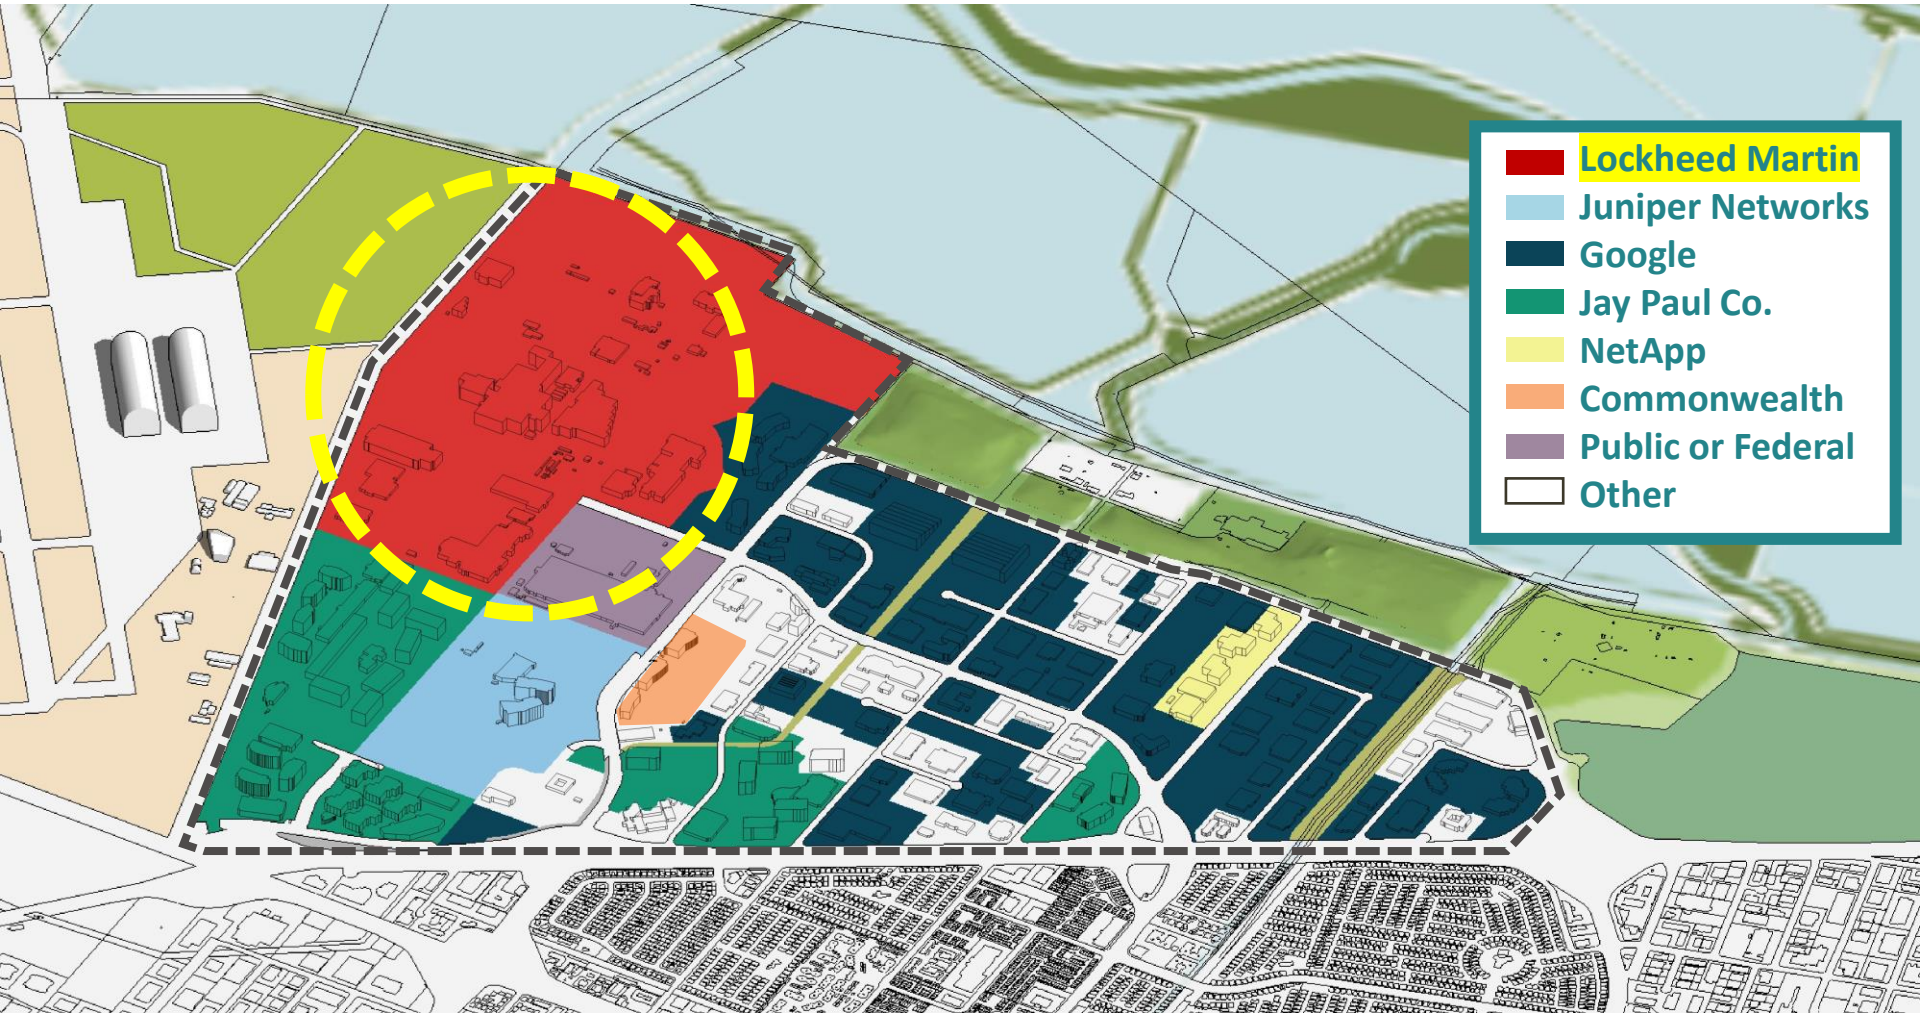 Lockheed Martin
Juniper Networks
Google
Jay Paul Co.
NetApp
Commonwealth
Public or Federal
Other